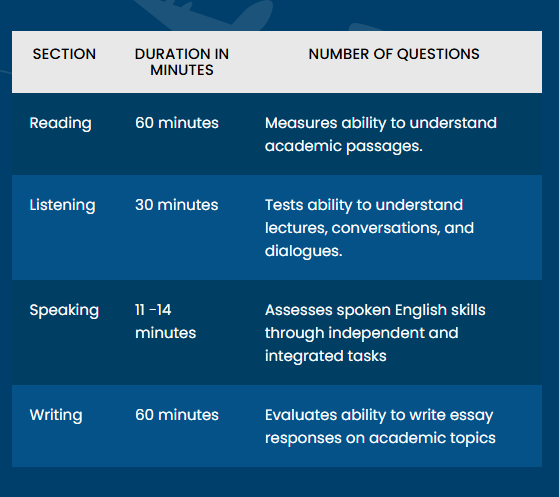 SECTION
DURATION IN
MINUTES
NUMBER OF QUESTIONS
Reading
60 minutes
Measures ability to understand
academic passages.
Listening
30 minutes
Tests ability to understand
lectures, conversations, and
dialogues.
Speaking
11 -14
minutes
Assesses spoken English skills
through independent and
integrated tasks
Writing
60 minutes
Evaluates ability to write essay
responses on academic topics